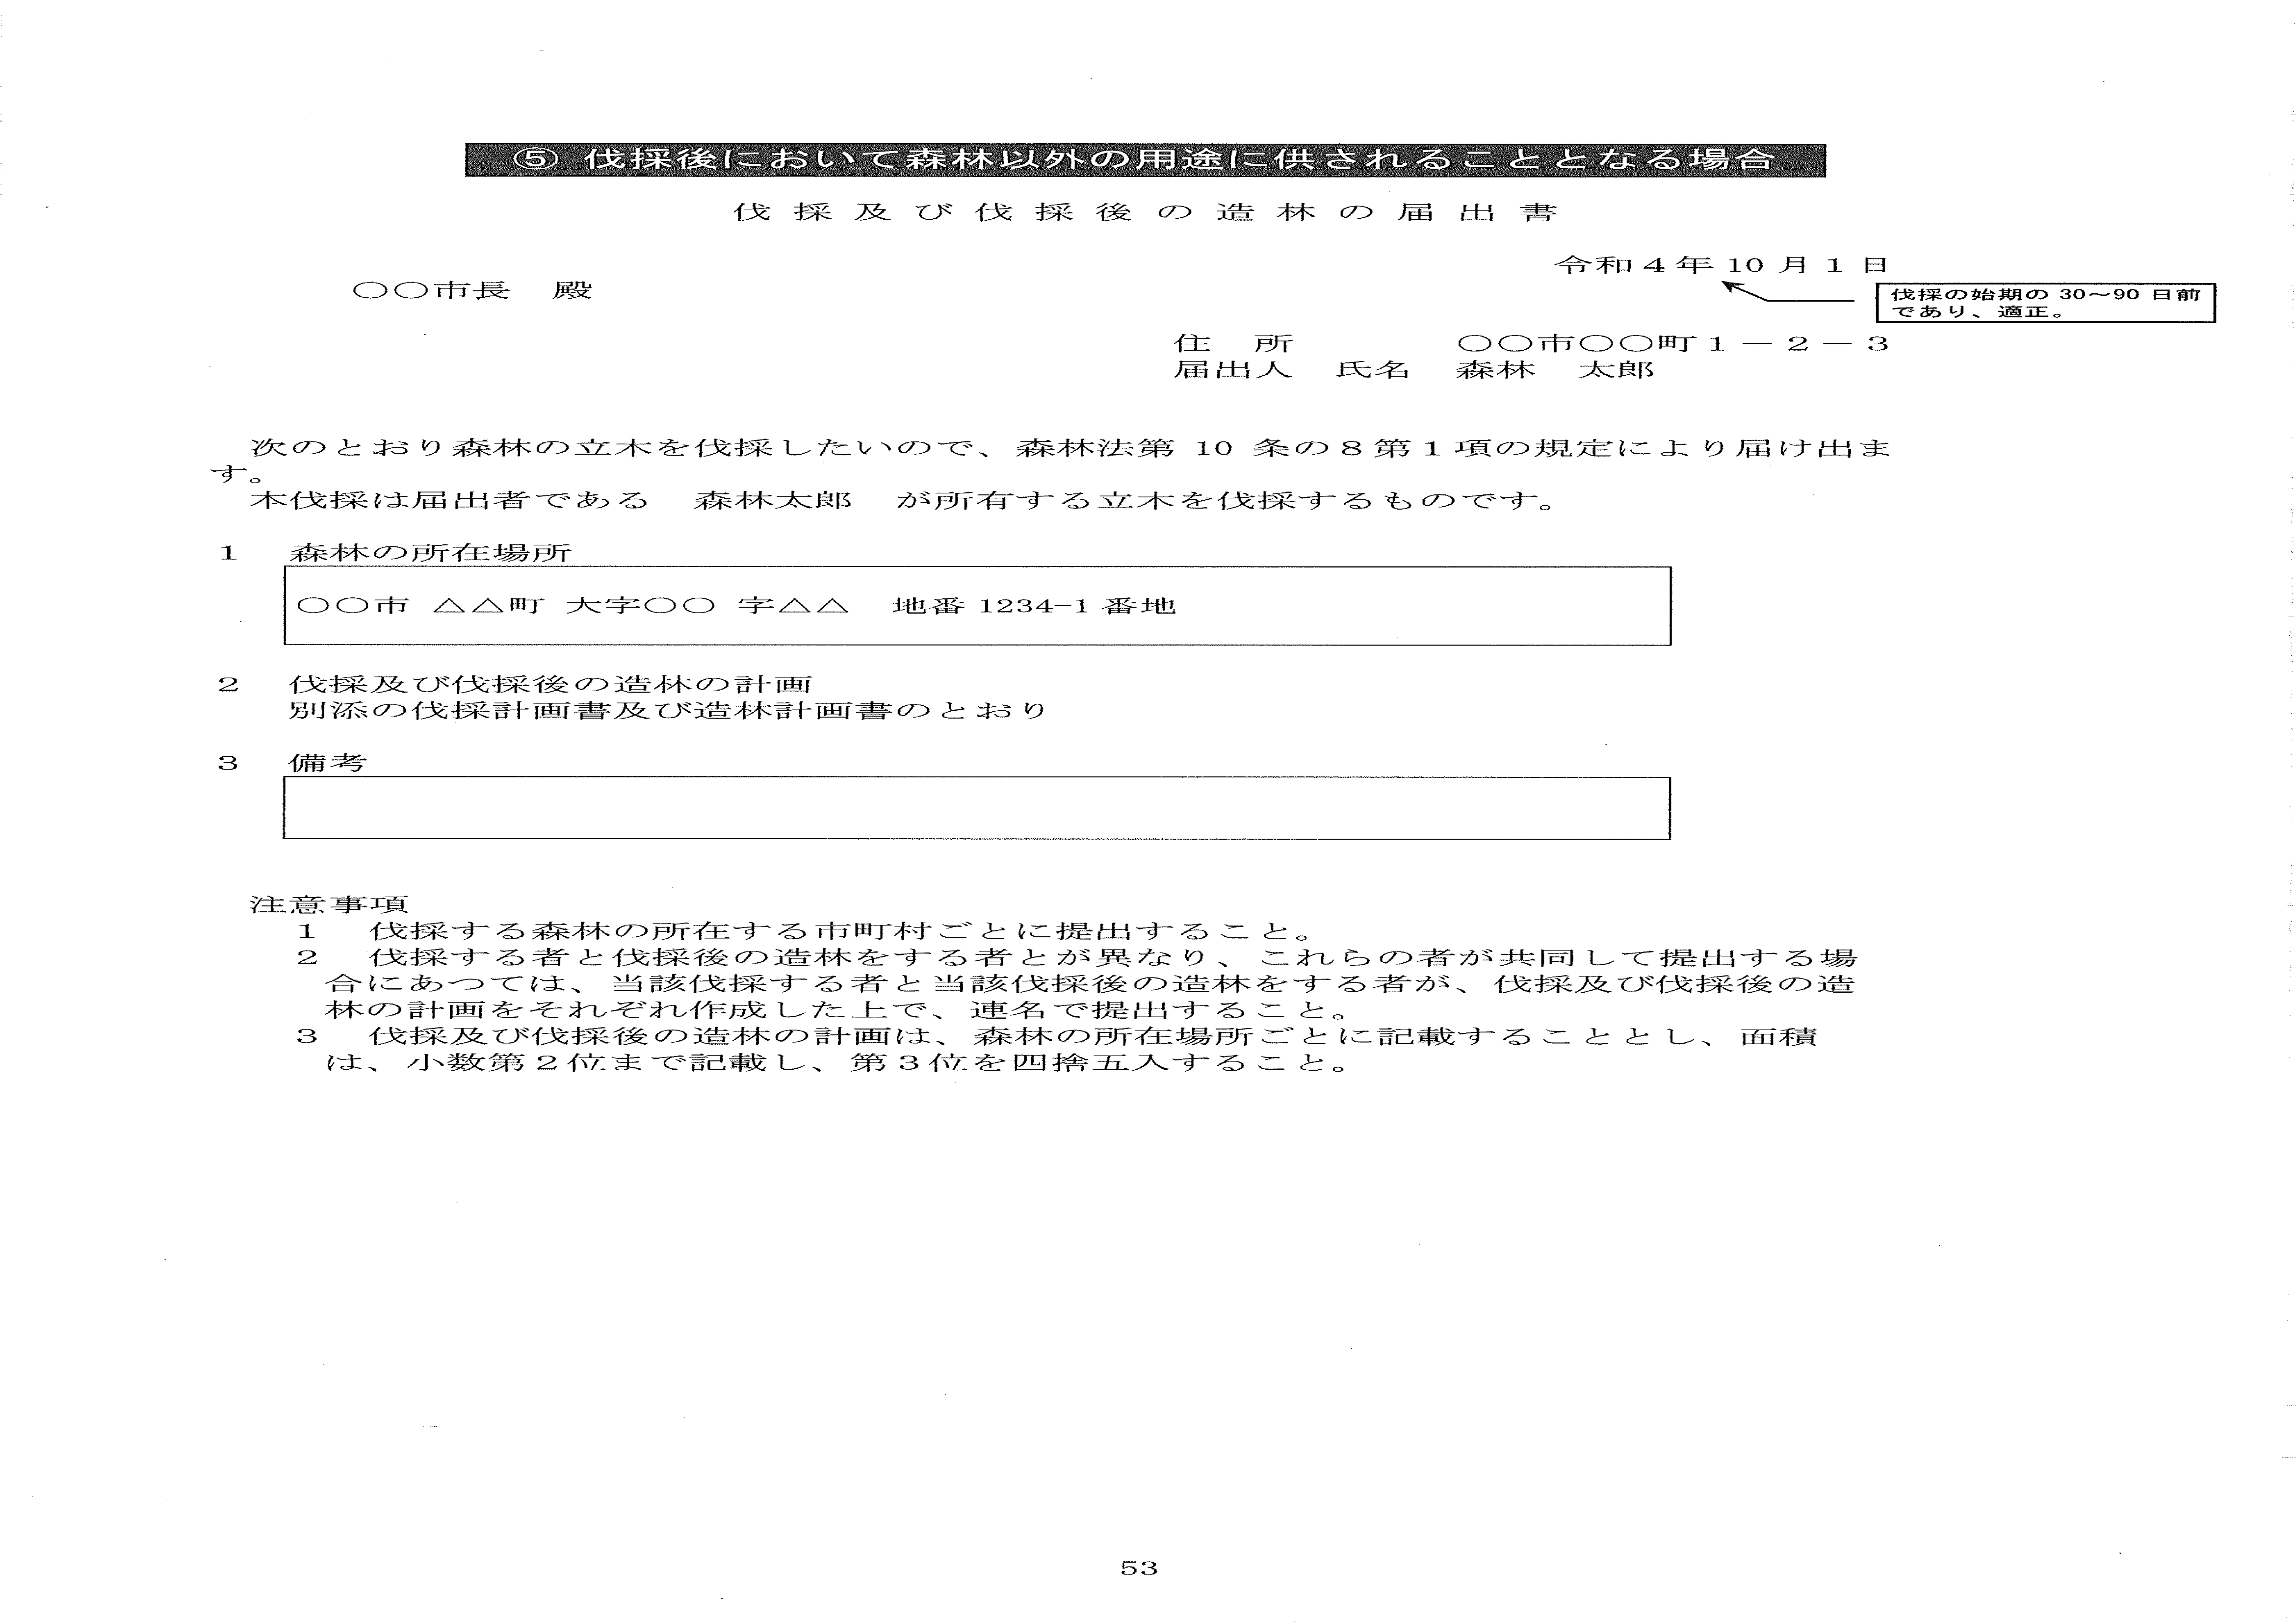 ⑤ 伐採後において森林以外の用途に供されることとなる場合
伐採及び伐採後の造林の届出書
令和４年 10 月１日
○○市長　殿
伐採の始期の 30～90 日前
であり、適正。
住　所　　　　○○市○○町１－２－３
届出人　氏名　森林　太郎
次のとおり森林の立木を伐採したいので、森林法第 10 条の８第１項の規定により届け出ま
す。
本伐採は届出者である　森林太郎　が所有する立木を伐採するものです。
１　森林の所在場所
○○市 △△町 大字○○ 字△△　地番 1234-1 番地
２　伐採及び伐採後の造林の計画
別添の伐採計画書及び造林計画書のとおり
３　備考
注意事項
１　伐採する森林の所在する市町村ごとに提出すること。
２　伐採する者と伐採後の造林をする者とが異なり、これらの者が共同して提出する場
合にあつては、当該伐採する者と当該伐採後の造林をする者が、伐採及び伐採後の造
林の計画をそれぞれ作成した上で、連名で提出すること。
３　伐採及び伐採後の造林の計画は、森林の所在場所ごとに記載することとし、面積
は、小数第２位まで記載し、第３位を四捨五入すること。
53